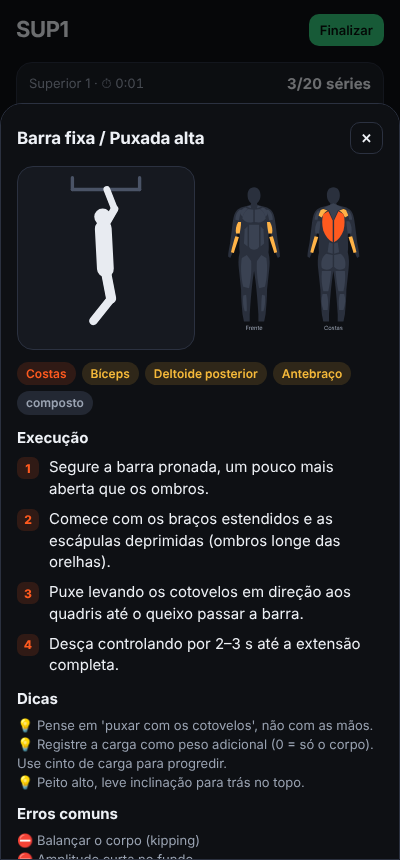 SUP1
Finalizar
Superior 1 · ⏱ 0:01
3/20 séries
Barra fixa / Puxada alta
×
Frente
Costas
Costas
Bíceps
Deltoide posterior
Antebraço
composto
Execução
1 Segure a barra pronada, um pouco mais
aberta que os ombros.
2 Comece com os braços estendidos e as
escápulas deprimidas (ombros longe das
orelhas).
3 Puxe levando os cotovelos em direção aos
quadris até o queixo passar a barra.
4 Desça controlando por 2–3 s até a extensão
completa.
Dicas
💡 Pense em 'puxar com os cotovelos', não com as mãos.
💡 Registre a carga como peso adicional (0 = só o corpo).
Use cinto de carga para progredir.
💡 Peito alto, leve inclinação para trás no topo.
Erros comuns
⛔ Balançar o corpo (kipping)
⛔ Amplitude curta no fundo